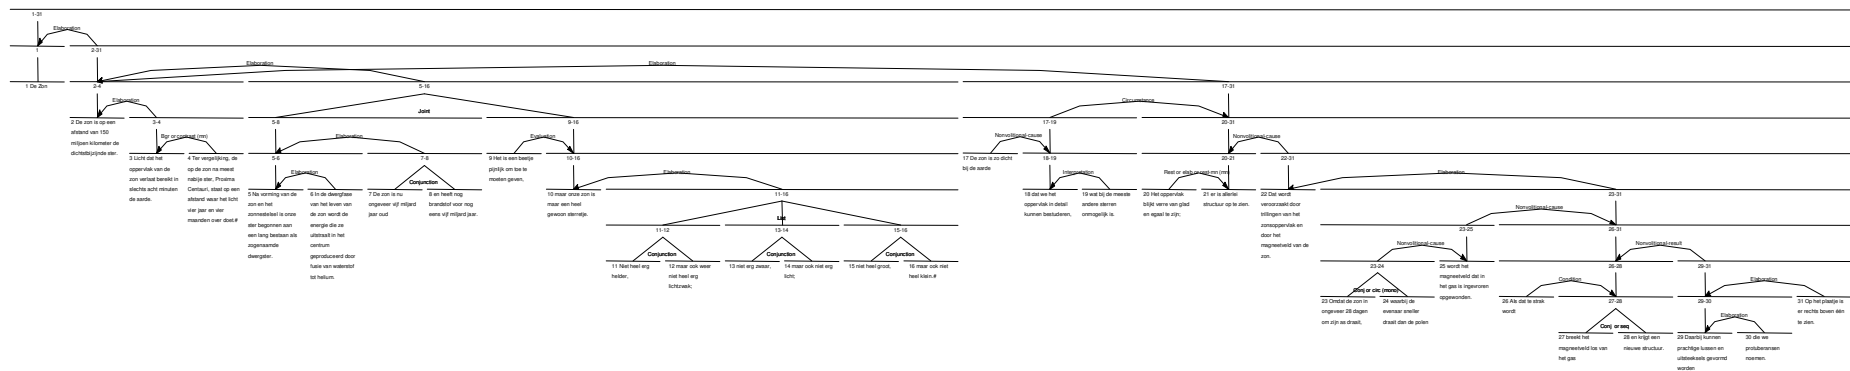 1-31
Elaboration
1
2-31
Elaboration
Elaboration
1 De Zon
2-4
5-16
17-31
Elaboration
Joint
Circumstance
2 De zon is op een
afstand van 150
miljoen kilometer de
dichtstbijzijnde ster.
3-4
5-8
9-16
17-19
20-31
Bgr or contrast (mn)
Elaboration
Evaluation
Nonvolitional-cause
Nonvolitional-cause
3 Licht dat het
oppervlak van de
zon verlaat bereikt in
slechts acht minuten
de aarde.
4 Ter vergelijking, de
op de zon na meest
nabije ster, Proxima
Centauri, staat op een
afstand waar het licht
vier jaar en vier
maanden over doet.#
5-6
7-8
9 Het is een beetje
pijnlijk om toe te
moeten geven,
10-16
17 De zon is zo dicht
bij de aarde
18-19
20-21
22-31
Elaboration
Conjunction
Elaboration
Interpretation
Rest or elab or cont-mn (mn)
Elaboration
5 Na vorming van de
zon en het
zonnestelsel is onze
ster begonnen aan
een lang bestaan als
zogenaamde
dwergster.
6 In de dwergfase
van het leven van
de zon wordt de
energie die ze
uitstraalt in het
centrum
geproduceerd door
fusie van waterstof
tot helium.
7 De zon is nu
ongeveer vijf miljard
jaar oud
8 en heeft nog
brandstof voor nog
eens vijf miljard jaar.
10 maar onze zon is
maar een heel
gewoon sterretje.
11-16
18 dat we het
oppervlak in detail
kunnen bestuderen,
19 wat bij de meeste
andere sterren
onmogelijk is.
20 Het oppervlak
blijkt verre van glad
en egaal te zijn;
21 er is allerlei
structuur op te zien.
22 Dat wordt
veroorzaakt door
trillingen van het
zonsoppervlak en
door het
magneetveld van de
zon.
23-31
List
Nonvolitional-cause
11-12
13-14
15-16
23-25
26-31
Conjunction
Conjunction
Conjunction
Nonvolitional-cause
Nonvolitional-result
11 Niet heel erg
helder,
12 maar ook weer
niet heel erg
lichtzwak;
13 niet erg zwaar,
14 maar ook niet erg
licht;
15 niet heel groot,
16 maar ook niet
heel klein.#
23-24
25 wordt het
magneetveld dat in
het gas is ingevroren
opgewonden.
26-28
29-31
Conj or circ (mono)
Condition
Elaboration
23 Omdat de zon in
ongeveer 28 dagen
om zijn as draait,
24 waarbij de
evenaar sneller
draait dan de polen
26 Als dat te strak
wordt
27-28
29-30
31 Op het plaatje is
er rechts boven één
te zien.
Conj or seq
Elaboration
27 breekt het
magneetveld los van
het gas
28 en krijgt een
nieuwe structuur.
29 Daarbij kunnen
prachtige lussen en
uitsteeksels gevormd
worden
30 die we
protuberansen
noemen.